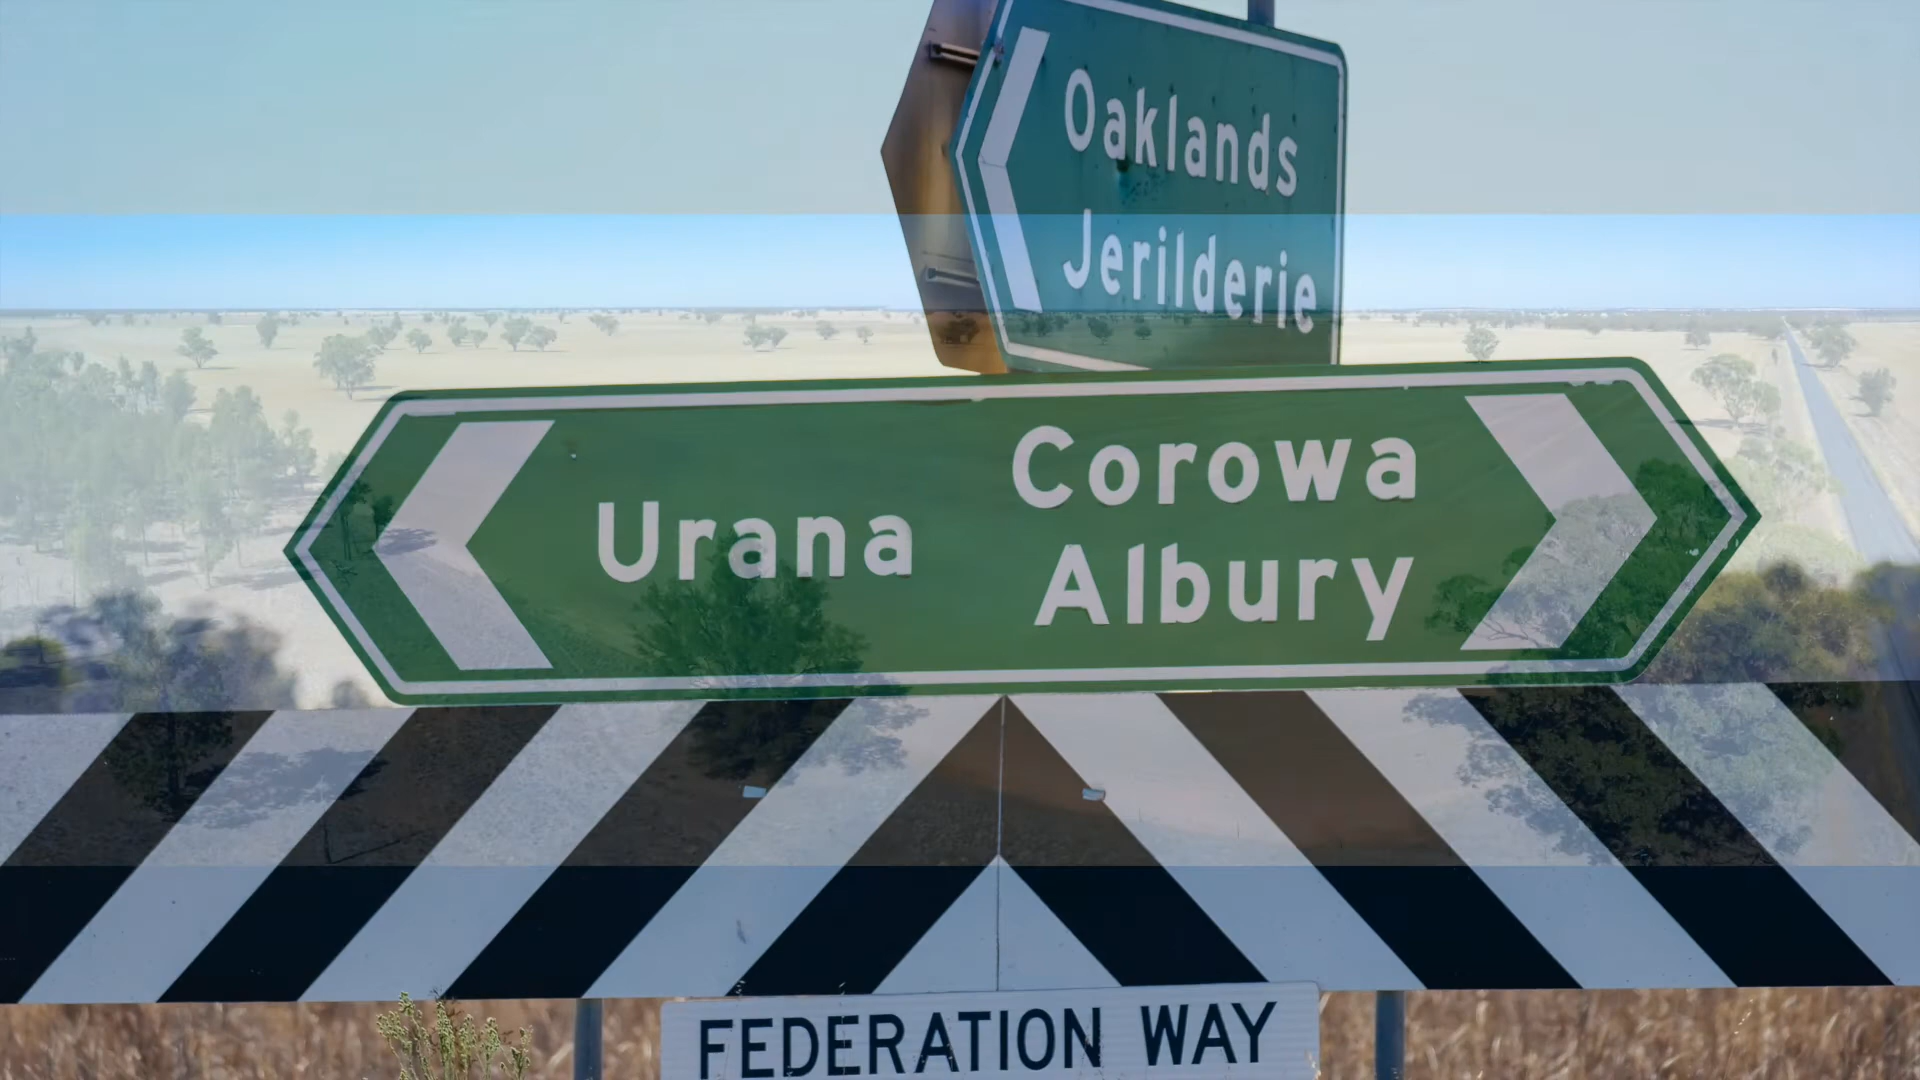 Oaklands
Jerilderie
Urana
Corowa
Albury
FEDERATION WAY